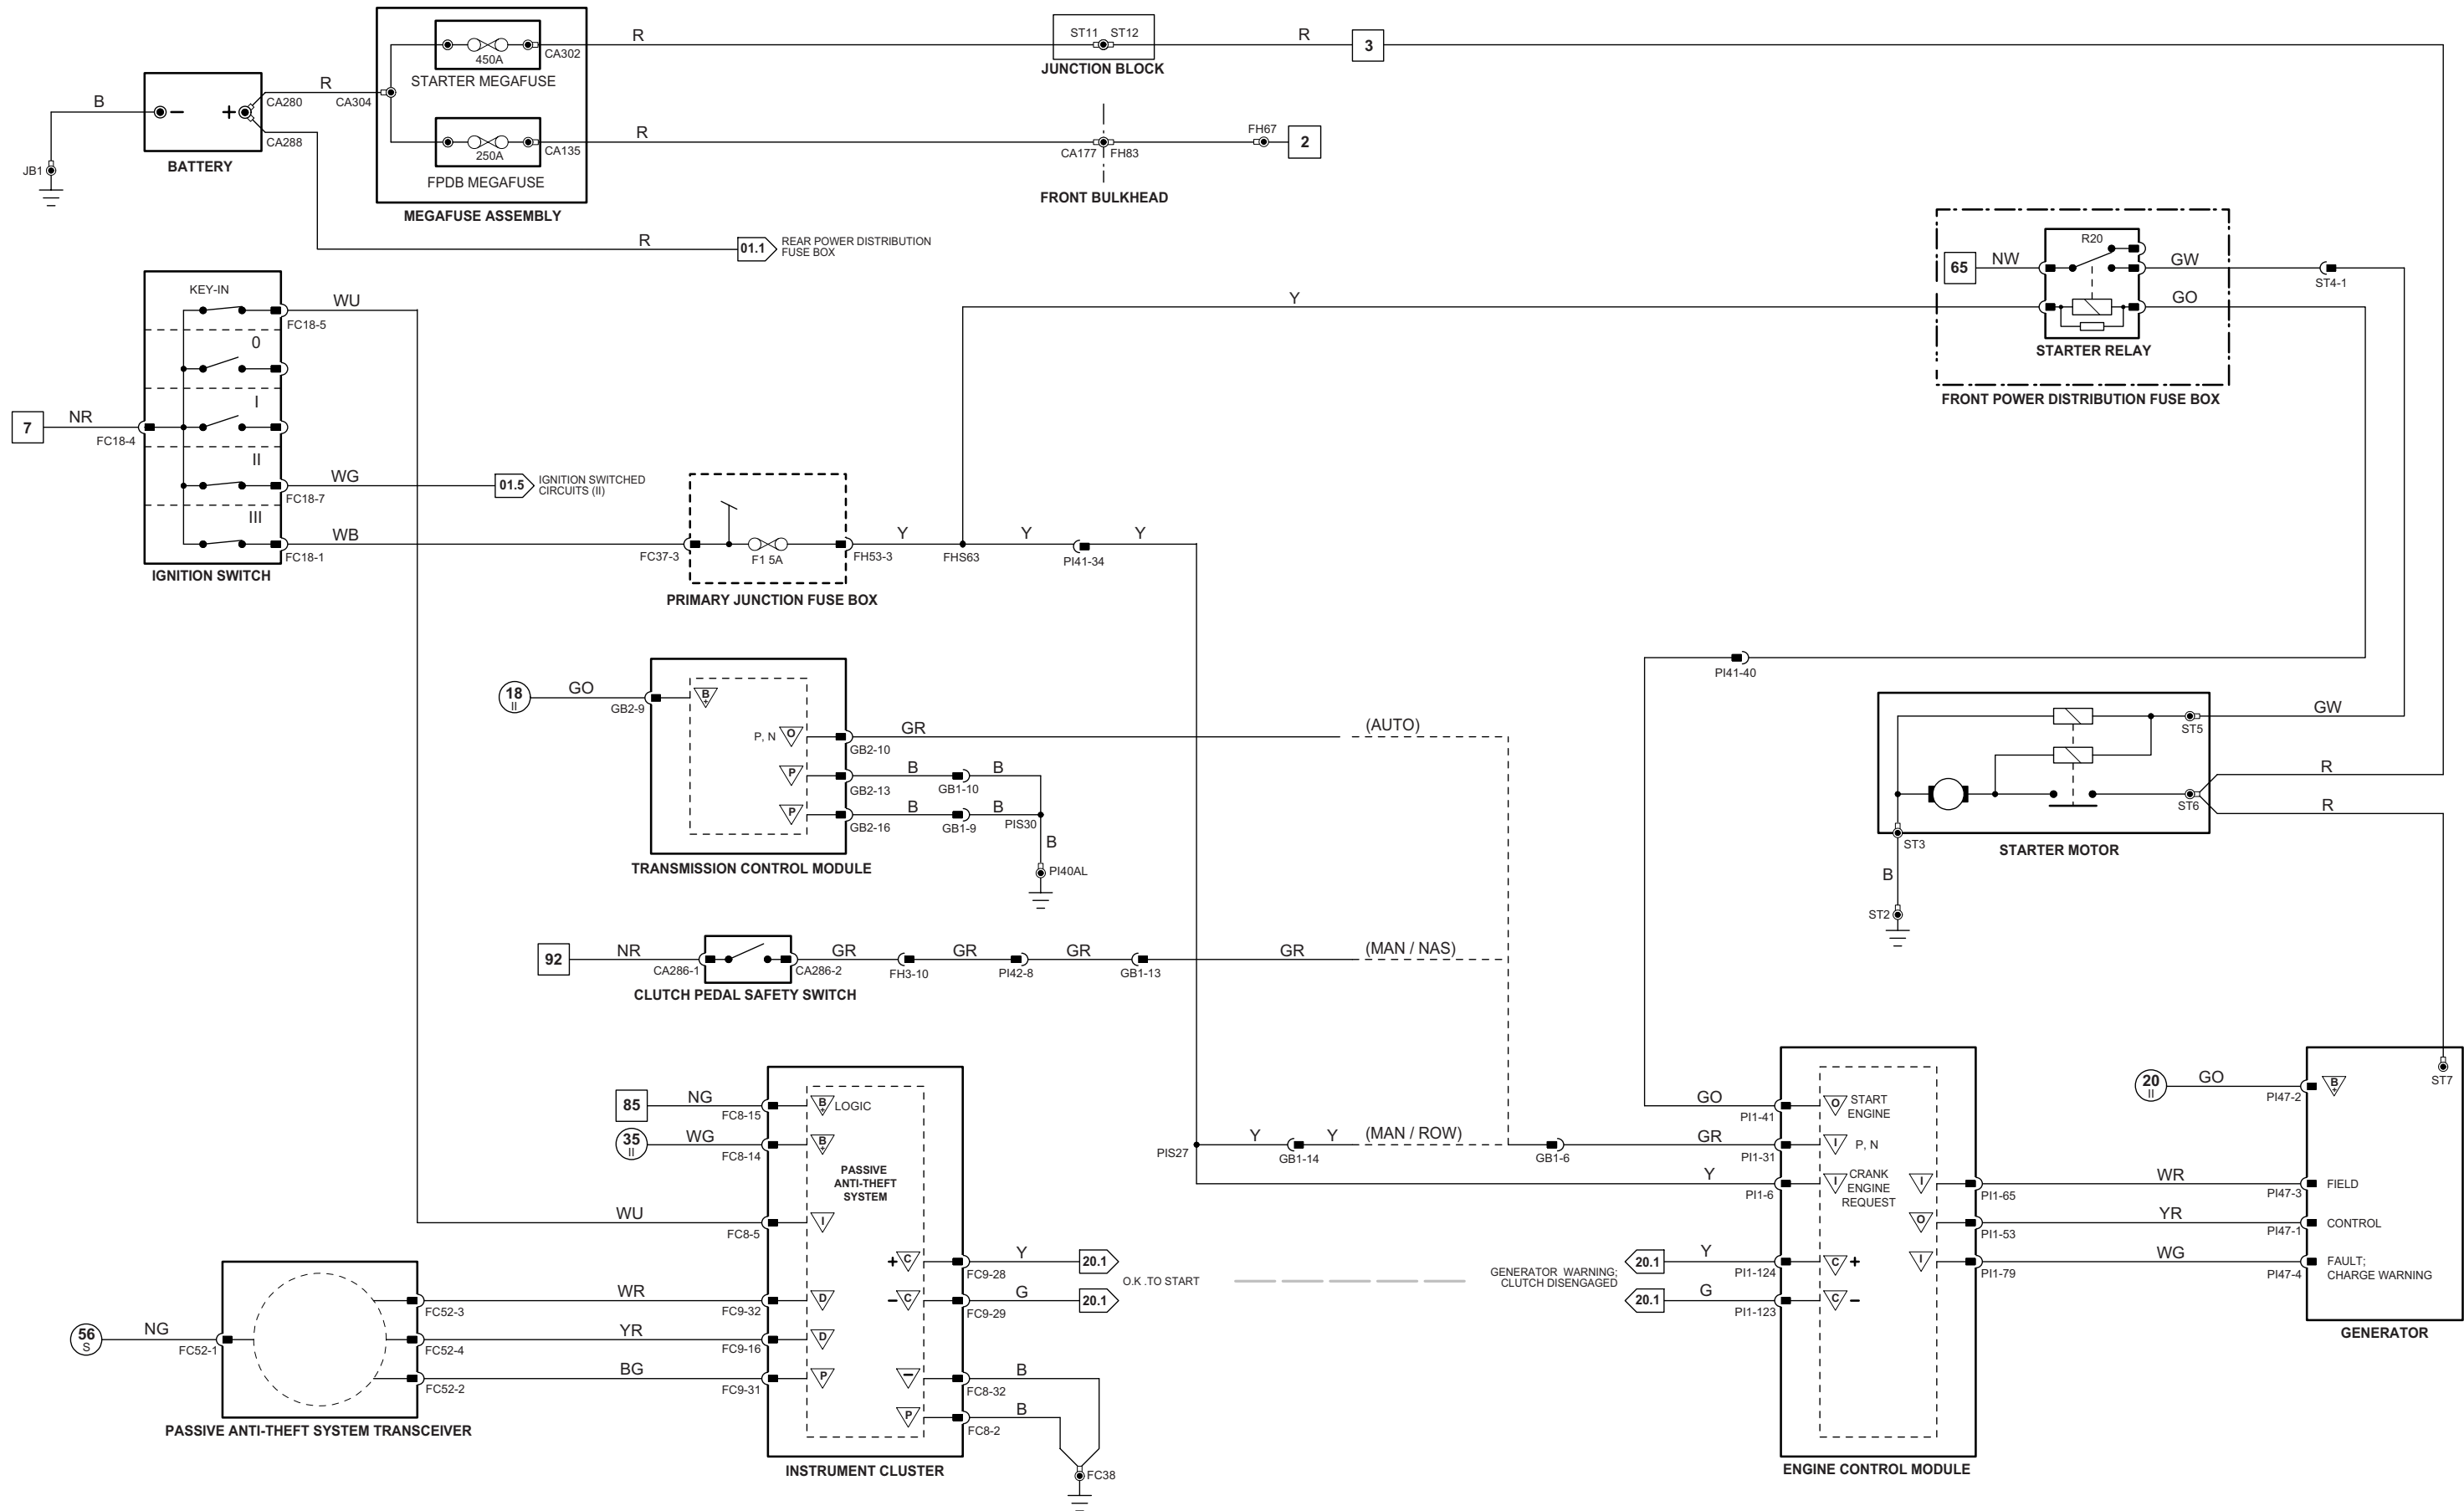 450A
CA302
STARTER MEGAFUSE
R
ST11 ST12
JUNCTION BLOCK
R
3
B
BATTERY
CA280
R
CA304
CA288
JB1
250A
CA135
FPDB MEGAFUSE
MEGAFUSE ASSEMBLY
R
CA177
FH83
FRONT BULKHEAD
FH67
2
R
01.1
REAR POWER DISTRIBUTION
FUSE BOX
KEY-IN
WU
FC18-5
0
I
7
NR
FC18-4
II
WG
FC18-7
01.5
IGNITION SWITCHED
CIRCUITS (II)
III
WB
FC18-1
IGNITION SWITCH
FC37-3
F1 5A
FH53-3
PRIMARY JUNCTION FUSE BOX
Y
FHS63
Y
PI41-34
Y
Y
65
NW
R20
GW
ST4-1
GO
STARTER RELAY
FRONT POWER DISTRIBUTION FUSE BOX
PI41-40
18
II
GO
GB2-9
B
+
P, N
O
GR
GB2-10
(AUTO)
P
B
GB2-13
GB1-10
B
P
B
GB2-16
GB1-9
B
PIS30
B
PI40AL
TRANSMISSION CONTROL MODULE
GW
ST5
R
ST6
R
ST3
B
ST2
STARTER MOTOR
92
NR
CA286-1
CA286-2
GR
FH3-10
GR
PI42-8
GR
GB1-13
GR
(MAN / NAS)
CLUTCH PEDAL SAFETY SWITCH
85
NG
FC8-15
B
+
LOGIC
35
II
WG
FC8-14
B
+
PASSIVE
ANTI-THEFT
SYSTEM
WU
FC8-5
I
+
C
Y
FC9-28
20.1
O.K .TO START
–
C
G
FC9-29
20.1
56
S
NG
FC52-1
FC52-3
WR
FC9-32
D
FC52-4
YR
FC9-16
D
FC52-2
BG
FC9-31
P
–
B
FC8-32
P
B
FC8-2
FC38
PASSIVE ANTI-THEFT SYSTEM TRANSCEIVER
INSTRUMENT CLUSTER
PIS27
Y
GB1-14
Y
(MAN / ROW)
GB1-6
GR
PI1-31
I
P, N
GO
PI1-41
O
START
ENGINE
Y
PI1-6
I
CRANK
ENGINE
REQUEST
GENERATOR WARNING;
CLUTCH DISENGAGED
20.1
Y
PI1-124
C
+
20.1
G
PI1-123
C
–
I
PI1-65
WR
PI47-3
FIELD
O
PI1-53
YR
PI47-1
CONTROL
I
PI1-79
WG
PI47-4
FAULT;
CHARGE WARNING
ENGINE CONTROL MODULE
20
II
GO
PI47-2
B
+
ST7
GENERATOR